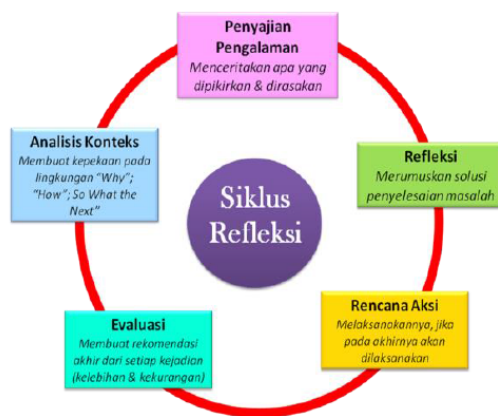 Penyajian
Pengalaman
Menceritakan apa yang
dipikirkan & dirasakan
Analisis Konteks
Membuat kepekaan pada
lingkungan “Why”;
“How”; So What the
Next”
Refleksi
Merumuskan solusi
penyelesaian masalah
Siklus
Refleksi
Evaluasi
Membuat rekomendasi
akhir dari setiap kejadian
(kelebihan & kekurangan)
Rencana Aksi
Melaksanakannya, jika
pada akhirnya akan
dilaksanakan